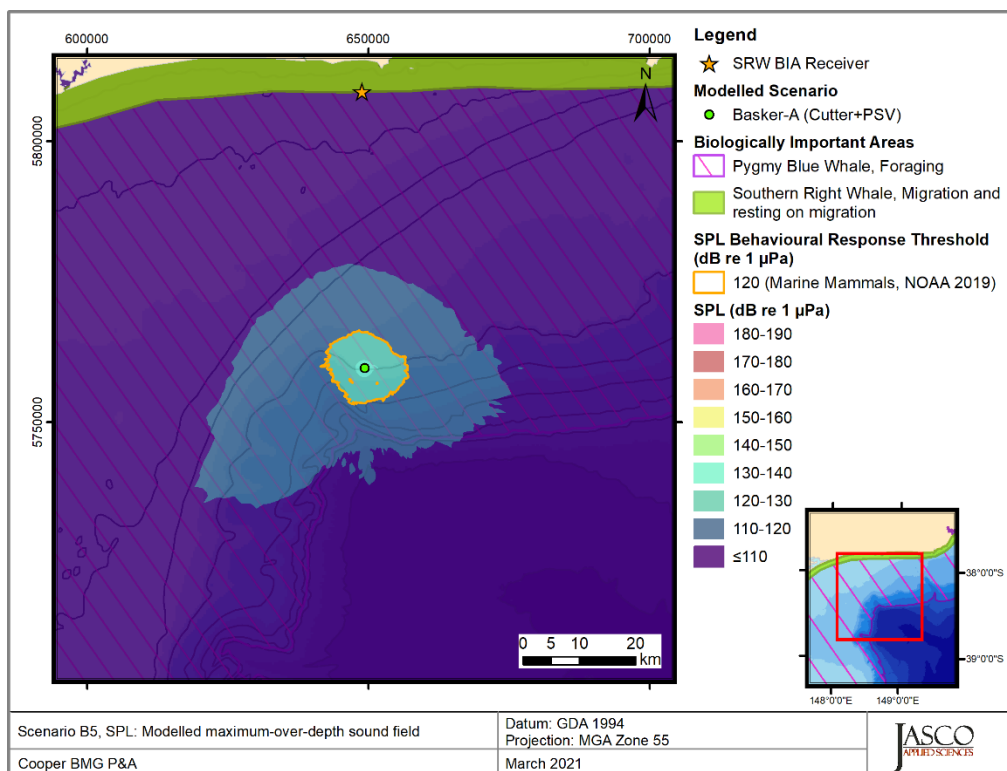 600000
650000
700000
5800000
5750000
N
0 5 10 20
km
Legend
SRW BIA Receiver
Modelled Scenario
Basker-A (Cutter+PSV)
Biologically Important Areas
Pygmy Blue Whale, Foraging
Southern Right Whale, Migration and
resting on migration
SPL Behavioural Response Threshold
(dB re 1 µPa)
120 (Marine Mammals, NOAA 2019)
SPL (dB re 1 µPa)
180-190
170-180
160-170
150-160
140-150
130-140
120-130
110-120
≤110
38°0'0"S
39°0'0"S
148°0'0"E
149°0'0"E
Scenario B5, SPL: Modelled maximum-over-depth sound field
Cooper BMG P&A
Datum: GDA 1994
Projection: MGA Zone 55
March 2021
JASCO
APPLIED SCIENCES